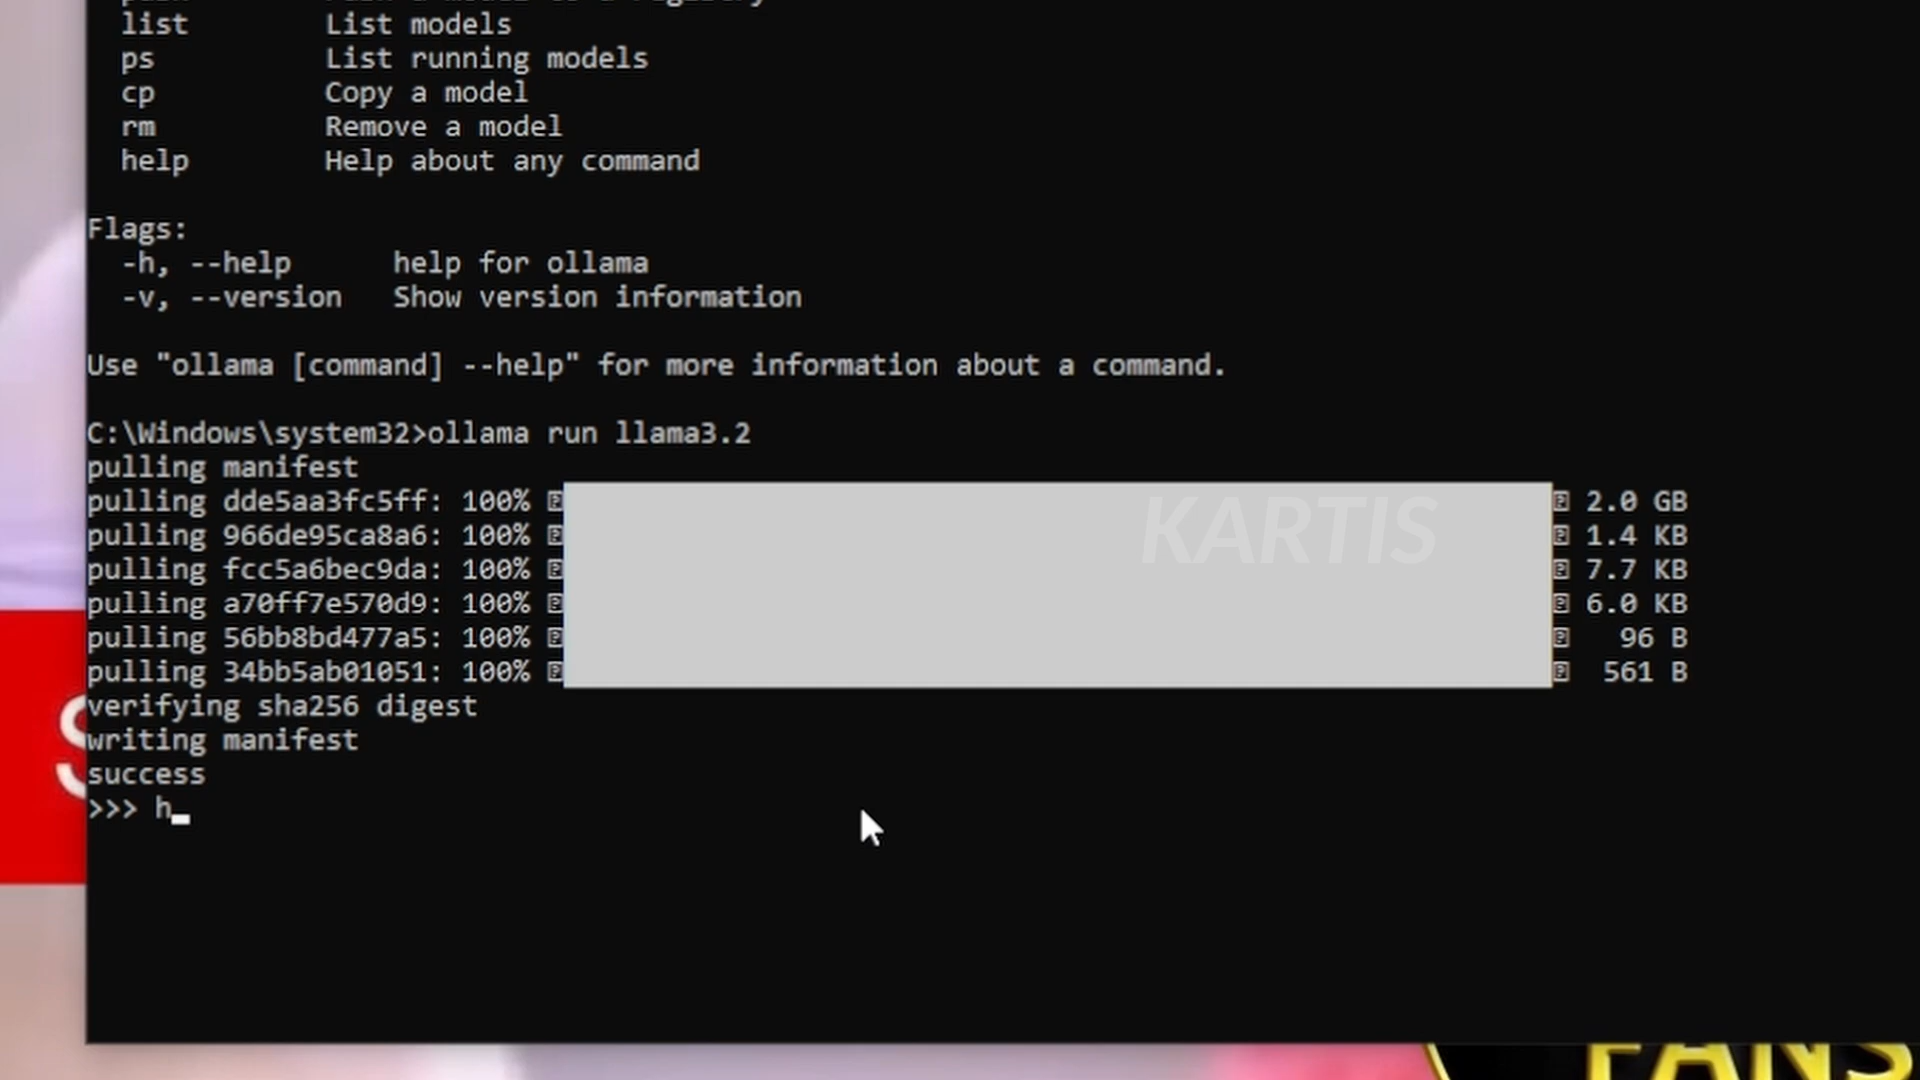 list List models
ps List running models
cp Copy a model
rm Remove a model
help Help about any command
Flags:
-h, --help help for ollama
-v, --version Show version information
Use "ollama [command] --help" for more information about a command.
C:\Windows\system32>ollama run llama3.2
pulling manifest
pulling dde5aa3fc5ff: 100% 2.0 GB
pulling 966de95ca8a6: 100% 1.4 KB
pulling fcc5a6bec9da: 100% 7.7 KB
pulling a70ff7e570d9: 100% 6.0 KB
pulling 56bb8bd477a5: 100% 96 B
pulling 34bb5ab01051: 100% 561 B
KARTIS
verifying sha256 digest
writing manifest
success
>>> h
FANS